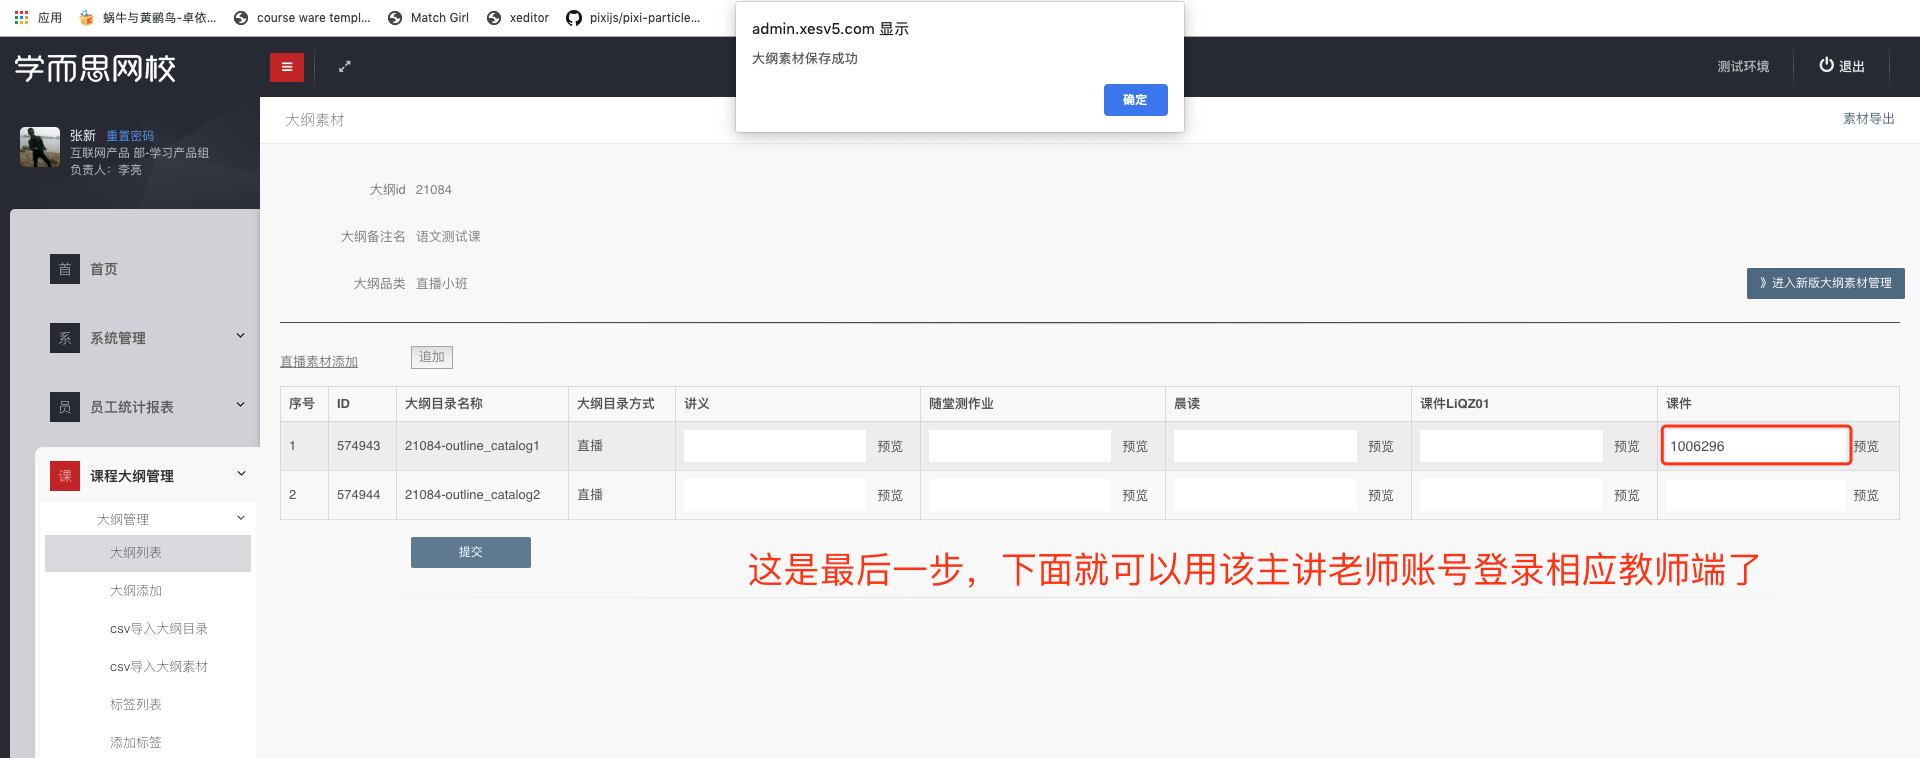 应用
蜗牛与黄鹂鸟-卓依...
course ware templ...
Match Girl
xeditor
pixijs/pixi-particle...
admin.xesv5.com 显示
大纲素材保存成功
确定
学而思网校
测试环境
退出
张新 重置密码
互联网产品 部-学习产品组
负责人：李亮
大纲素材
素材导出
大纲id 21084
大纲备注名 语文测试课
大纲品类 直播小班
》进入新版大纲素材管理
首 首页
系 系统管理
员 员工统计报表
课 课程大纲管理
大纲管理
大纲列表
大纲添加
csv导入大纲目录
csv导入大纲素材
标签列表
添加标签
直播素材添加 追加
序号 ID 大纲目录名称 大纲目录方式 讲义 随堂测作业 晨读 课件LiQZ01 课件
1 574943 21084-outline_catalog1 直播 预览 预览 预览 预览 1006296 预览
2 574944 21084-outline_catalog2 直播 预览 预览 预览 预览 预览
提交
这是最后一步，下面就可以用该主讲老师账号登录相应教师端了